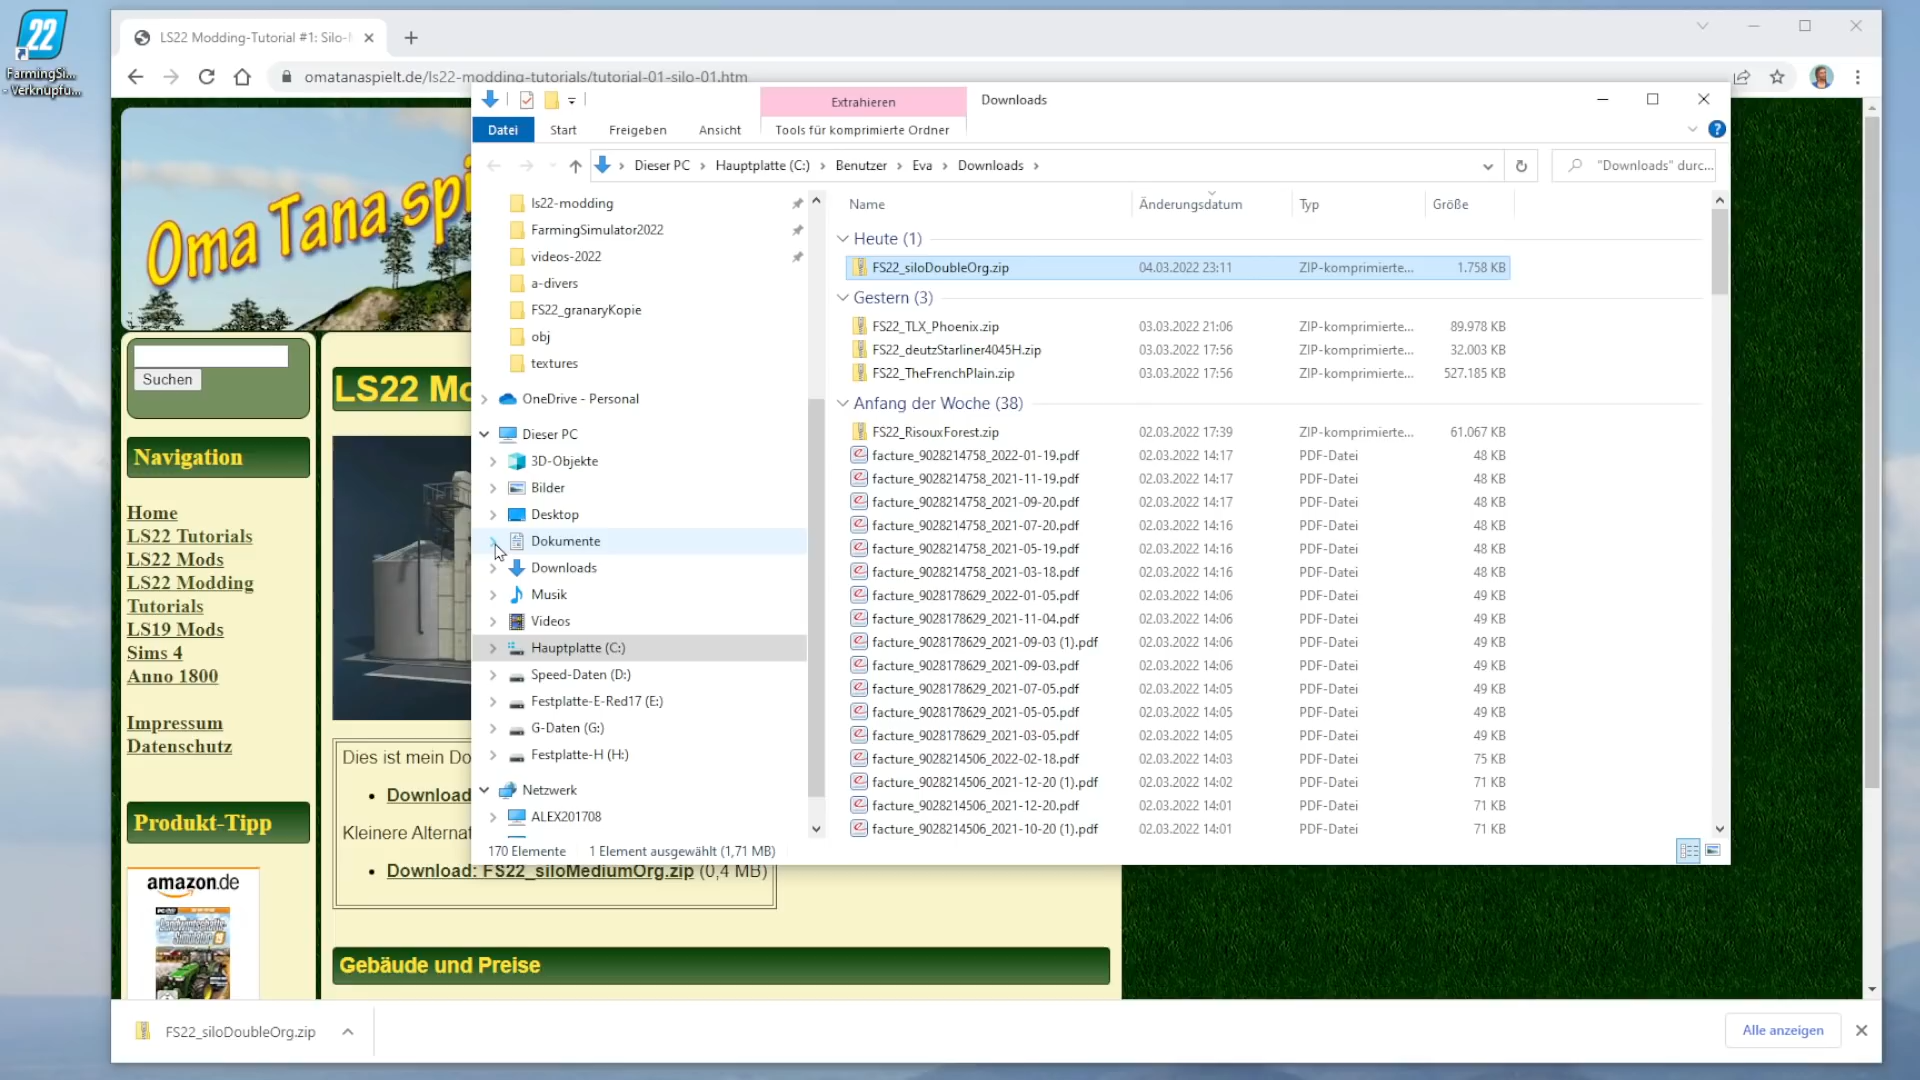 22
FarmingSi...
- Verknüpfu...
LS22 Modding-Tutorial #1: Silo-
omatanaspielt.de/ls22-modding-tutorials/tutorial-01-silo-01.htm
Oma Tana spi
Suchen
Navigation
Home
LS22 Tutorials
LS22 Mods
LS22 Modding
Tutorials
LS19 Mods
Sims 4
Anno 1800
Impressum
Datenschutz
Produkt-Tipp
amazon.de
LS22 Mo
Dies ist mein Do
• Download
Kleinere Alternat
• Download: FS22_siloMediumOrg.zip (0,4 MB)
Gebäude und Preise
Extrahieren
Downloads
Datei
Start
Freigeben
Ansicht
Tools für komprimierte Ordner
Dieser PC > Hauptplatte (C:) > Benutzer > Eva > Downloads >
"Downloads" durc...
ls22-modding
FarmingSimulator2022
videos-2022
a-divers
FS22_granaryKopie
obj
textures
OneDrive - Personal
Dieser PC
3D-Objekte
Bilder
Desktop
Dokumente
Downloads
Musik
Videos
Hauptplatte (C:)
Speed-Daten (D:)
Festplatte-E-Red17 (E:)
G-Daten (G:)
Festplatte-H (H:)
Netzwerk
ALEX201708
Name Änderungsdatum Typ Größe
Heute (1)
FS22_siloDoubleOrg.zip 04.03.2022 23:11 ZIP-komprimierte... 1.758 KB
Gestern (3)
FS22_TLX_Phoenix.zip 03.03.2022 21:06 ZIP-komprimierte... 89.978 KB
FS22_deutzStarliner4045H.zip 03.03.2022 17:56 ZIP-komprimierte... 32.003 KB
FS22_TheFrenchPlain.zip 03.03.2022 17:56 ZIP-komprimierte... 527.185 KB
Anfang der Woche (38)
FS22_RisouxForest.zip 02.03.2022 17:39 ZIP-komprimierte... 61.067 KB
facture_9028214758_2022-01-19.pdf 02.03.2022 14:17 PDF-Datei 48 KB
facture_9028214758_2021-11-19.pdf 02.03.2022 14:17 PDF-Datei 48 KB
facture_9028214758_2021-09-20.pdf 02.03.2022 14:17 PDF-Datei 48 KB
facture_9028214758_2021-07-20.pdf 02.03.2022 14:16 PDF-Datei 48 KB
facture_9028214758_2021-05-19.pdf 02.03.2022 14:16 PDF-Datei 48 KB
facture_9028214758_2021-03-18.pdf 02.03.2022 14:16 PDF-Datei 48 KB
facture_9028178629_2022-01-05.pdf 02.03.2022 14:06 PDF-Datei 49 KB
facture_9028178629_2021-11-04.pdf 02.03.2022 14:06 PDF-Datei 49 KB
facture_9028178629_2021-09-03 (1).pdf 02.03.2022 14:06 PDF-Datei 49 KB
facture_9028178629_2021-09-03.pdf 02.03.2022 14:06 PDF-Datei 49 KB
facture_9028178629_2021-07-05.pdf 02.03.2022 14:05 PDF-Datei 49 KB
facture_9028178629_2021-05-05.pdf 02.03.2022 14:05 PDF-Datei 49 KB
facture_9028178629_2021-03-05.pdf 02.03.2022 14:05 PDF-Datei 49 KB
facture_9028214506_2022-02-18.pdf 02.03.2022 14:03 PDF-Datei 75 KB
facture_9028214506_2021-12-20 (1).pdf 02.03.2022 14:02 PDF-Datei 71 KB
facture_9028214506_2021-12-20.pdf 02.03.2022 14:01 PDF-Datei 71 KB
facture_9028214506_2021-10-20 (1).pdf 02.03.2022 14:01 PDF-Datei 71 KB
170 Elemente 1 Element ausgewählt (1,71 MB)
FS22_siloDoubleOrg.zip
Alle anzeigen